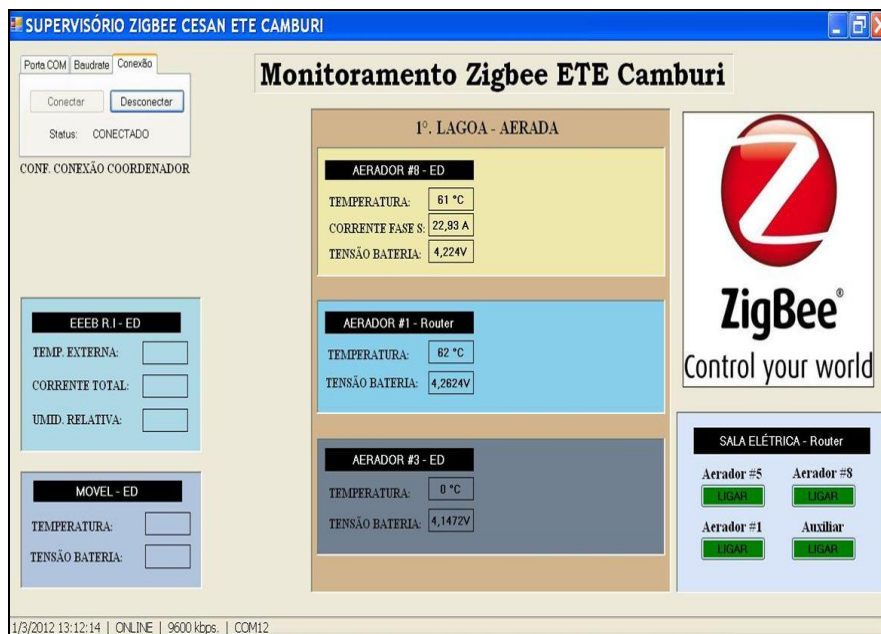 SUPERVISÓRIO ZIGBEE CESAN ETE CAMBURI
Porta COM Baudrate Conexão
Conectar Desconectar
Status: CONECTADO
CONF. CONEXÃO COORDENADOR
Monitoramento Zigbee ETE Camburi
1º. LAGOA - AERADA
AERADOR #8 - ED
TEMPERATURA: 61 °C
CORRENTE FASE S: 22,93 A
TENSÃO BATERIA: 4,224V
EEEB R.I - ED
TEMP. EXTERNA:
CORRENTE TOTAL:
UMID. RELATIVA:
AERADOR #1 - Router
TEMPERATURA: 62 °C
TENSÃO BATERIA: 4,2624V
MOVEL - ED
TEMPERATURA:
TENSÃO BATERIA:
AERADOR #3 - ED
TEMPERATURA: 0 °C
TENSÃO BATERIA: 4,1472V
ZigBee®
Control your world
SALA ELÉTRICA - Router
Aerador #5 Aerador #8
LIGAR LIGAR
Aerador #1 Auxiliar
LIGAR LIGAR
1/3/2012 13:12:14 | ONLINE | 9600 kbps. | COM12